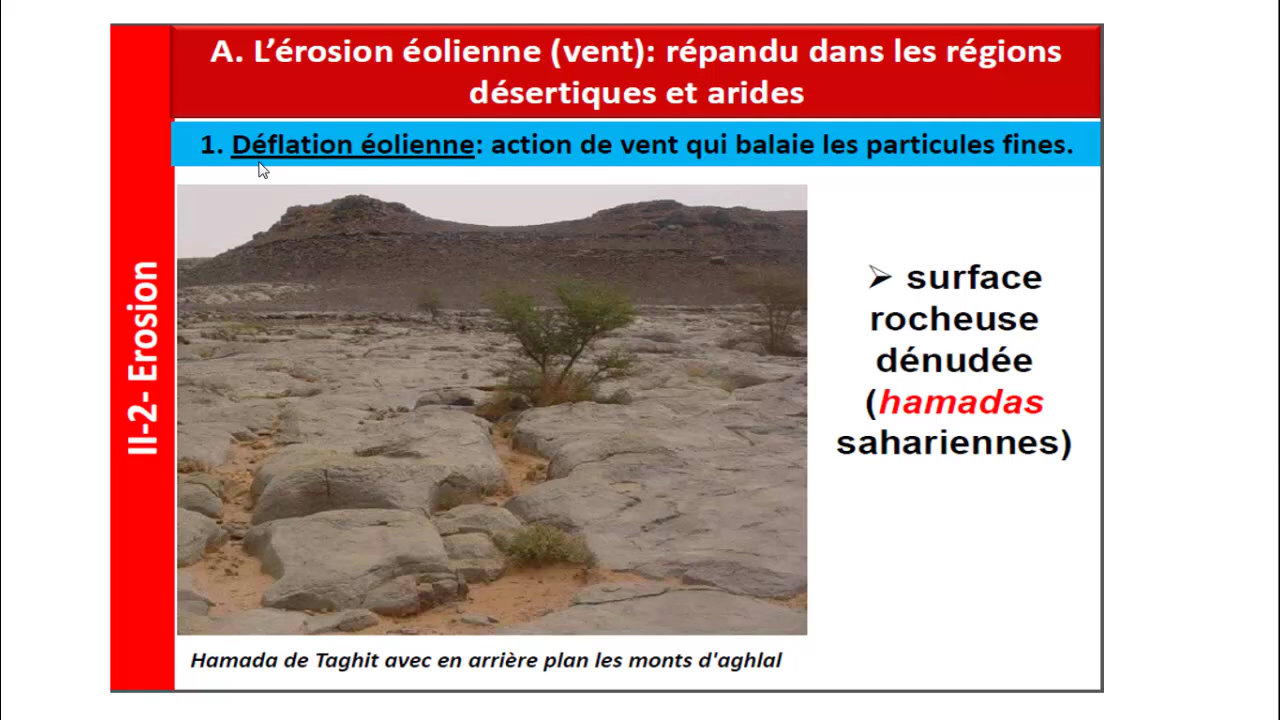 A. L’érosion éolienne (vent): répandu dans les régions
désertiques et arides
1. Déflation éolienne: action de vent qui balaie les particules fines.
II-2- Erosion
➢ surface
rocheuse
dénudée
(hamadas
sahariennes)
Hamada de Taghit avec en arrière plan les monts d'aghlal